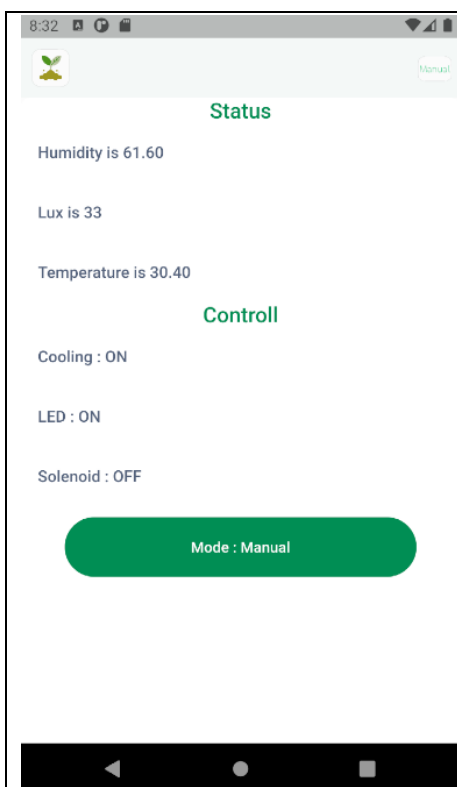 8:32
Manual
Status
Humidity is 61.60
Lux is 33
Temperature is 30.40
Controll
Cooling : ON
LED : ON
Solenoid : OFF
Mode : Manual